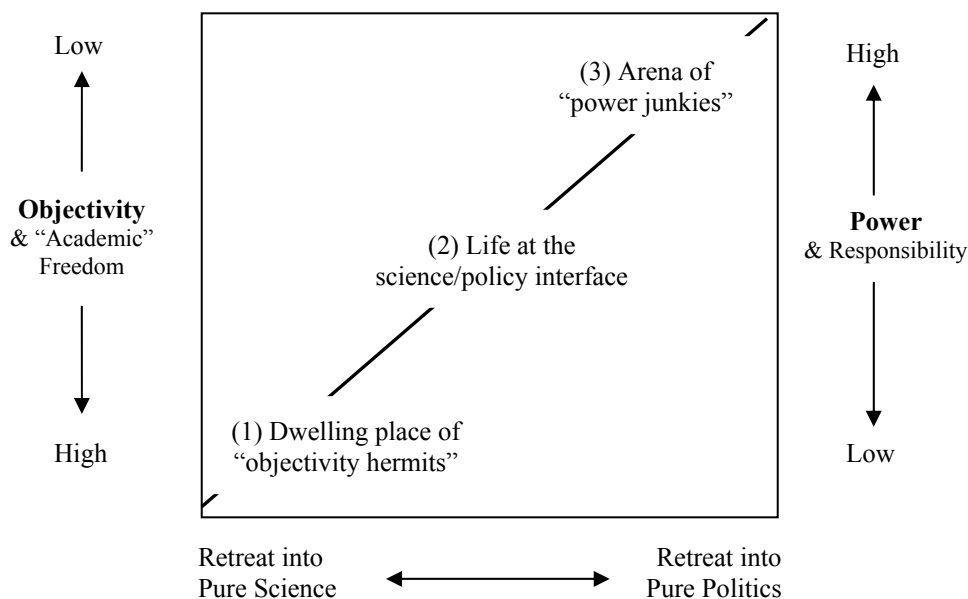 Low
Objectivity
& “Academic”
Freedom
High
(3) Arena of
“power junkies”
(2) Life at the
science/policy interface
(1) Dwelling place of
“objectivity hermits”
High
Power
& Responsibility
Low
Retreat into
Pure Science
Retreat into
Pure Politics